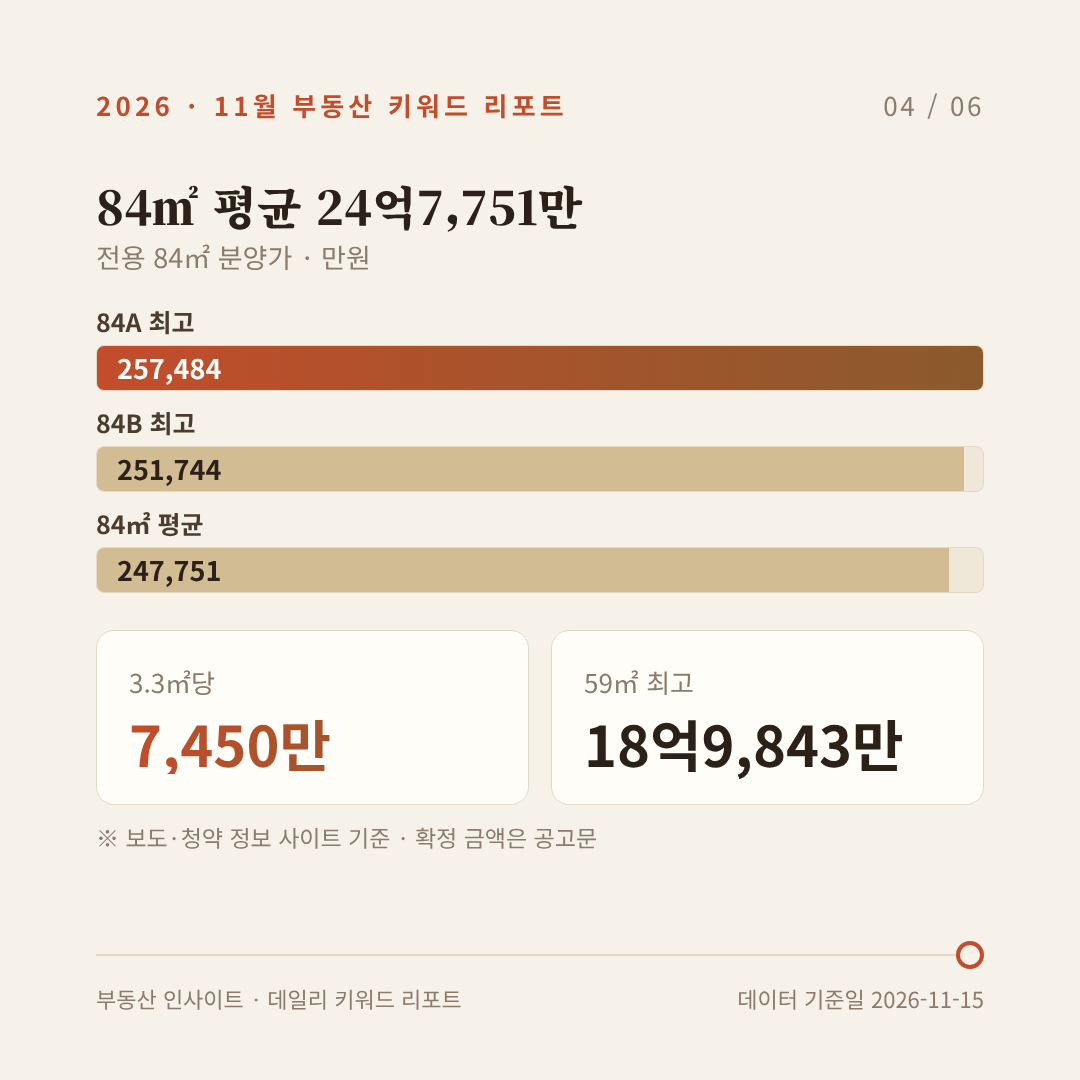 2026 · 11월 부동산 키워드 리포트
04 / 06
84㎡ 평균 24억7,751만
전용 84㎡ 분양가 · 만원
84A 최고
257,484
84B 최고
251,744
84㎡ 평균
247,751
3.3㎡당
7,450만
59㎡ 최고
18억9,843만
※ 보도·청약 정보 사이트 기준 · 확정 금액은 공고문
부동산 인사이트 · 데일리 키워드 리포트
데이터 기준일 2026-11-15